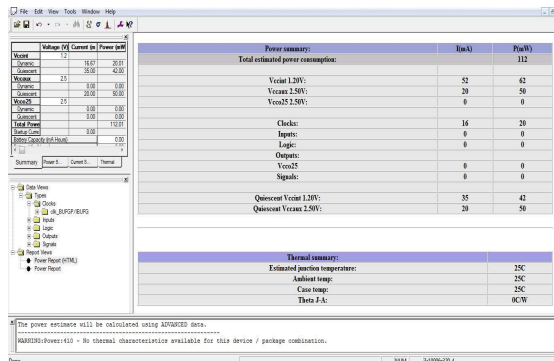 File Edit View Tools Window Help
Voltage (V) Current (m Power (mW
Vccint 1.2
Dynamic 16.67 20.01
Quiescent 35.00 42.00
Vccaux 2.5
Dynamic 0.00 0.00
Quiescent 20.00 50.00
Vcco25 2.5
Dynamic 0.00 0.00
Quiescent 0.00 0.00
Total Powe 112.01
Startup Curre 0.00
Battery Capacity (mA Hours) 0.00
Summary Power S... Current S... Thermal
Data Views
Types
Clocks
clk_BUFGP/IBUFG
Inputs
Logic
Outputs
Signals
Report Views
Power Report (HTML)
Power Report
Power summary: I(mA) P(mW)
Total estimated power consumption: 112
Vccint 1.20V: 52 62
Vccaux 2.50V: 20 50
Vcco25 2.50V: 0 0
Clocks: 16 20
Inputs: 0 0
Logic: 0 0
Outputs:
Vcco25 0 0
Signals: 0 0
Quiescent Vccint 1.20V: 35 42
Quiescent Vccaux 2.50V: 20 50
Thermal summary:
Estimated junction temperature: 25C
Ambient temp: 25C
Case temp: 25C
Theta J-A: 0C/W
The power estimate will be calculated using ADVANCED data.
WARNING:Power:410 - No thermal characteristics available for this device / package combination.